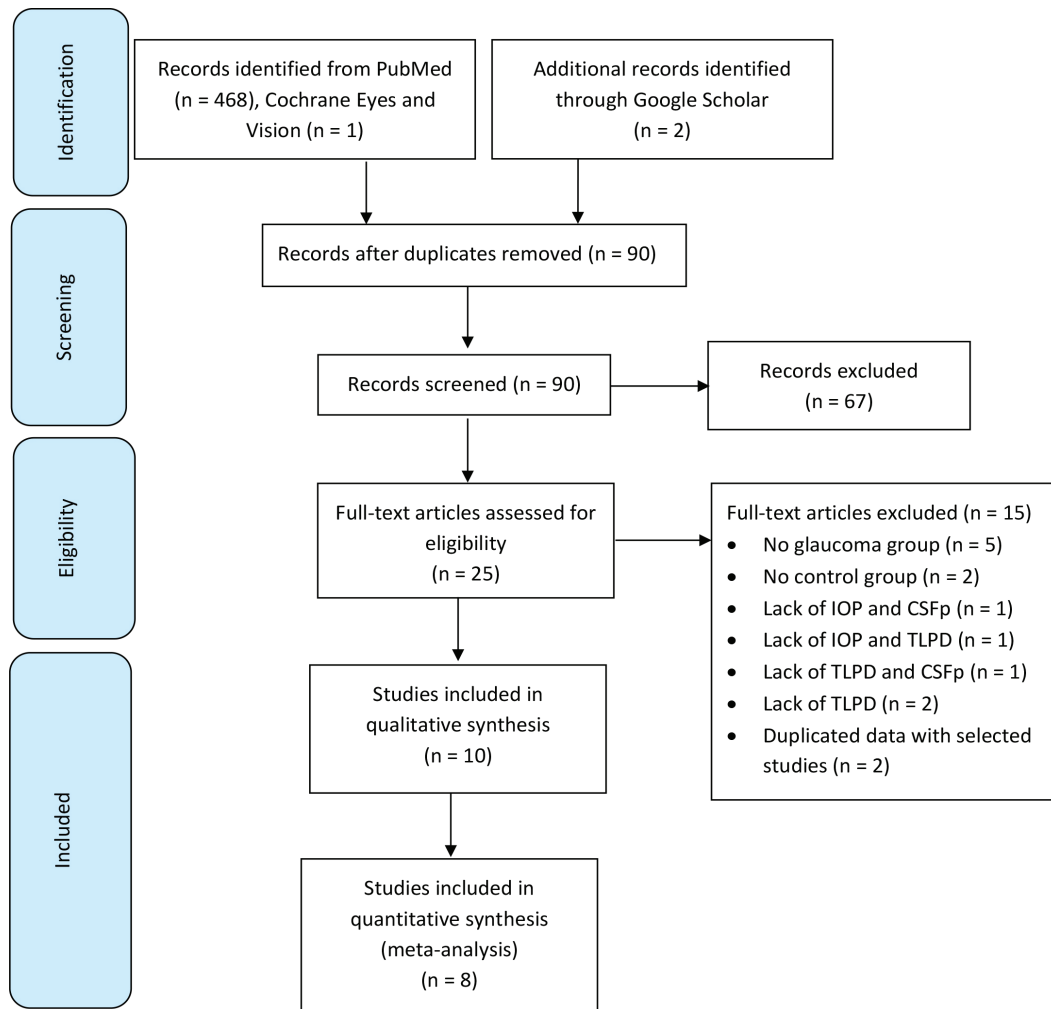 Identification
Records identified from PubMed
(n = 468), Cochrane Eyes and
Vision (n = 1)
Additional records identified
through Google Scholar
(n = 2)
Screening
Records after duplicates removed (n = 90)
Records screened (n = 90)
Records excluded
(n = 67)
Eligibility
Full-text articles assessed for
eligibility
(n = 25)
Full-text articles excluded (n = 15)
• No glaucoma group (n = 5)
• No control group (n = 2)
• Lack of IOP and CSFp (n = 1)
• Lack of IOP and TLPD (n = 1)
• Lack of TLPD and CSFp (n = 1)
• Lack of TLPD (n = 2)
• Duplicated data with selected
studies (n = 2)
Included
Studies included in
qualitative synthesis
(n = 10)
Studies included in
quantitative synthesis
(meta-analysis)
(n = 8)